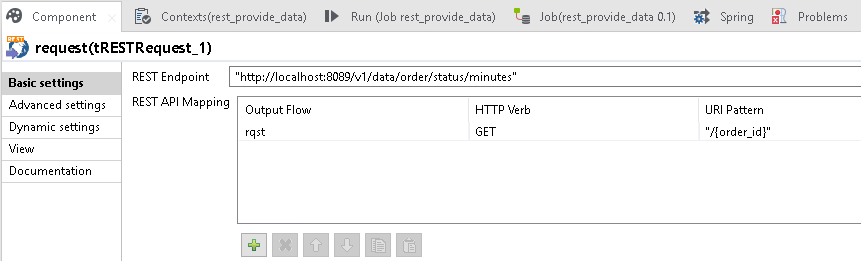 Component Contexts(rest_provide_data) Run (Job rest_provide_data) Job(rest_provide_data 0.1) Spring Problems
REST request(tRESTRequest_1)
Basic settings
Advanced settings
Dynamic settings
View
Documentation
REST Endpoint "http://localhost:8089/v1/data/order/status/minutes"
REST API Mapping
Output Flow HTTP Verb URI Pattern
rqst GET "/{order_id}"